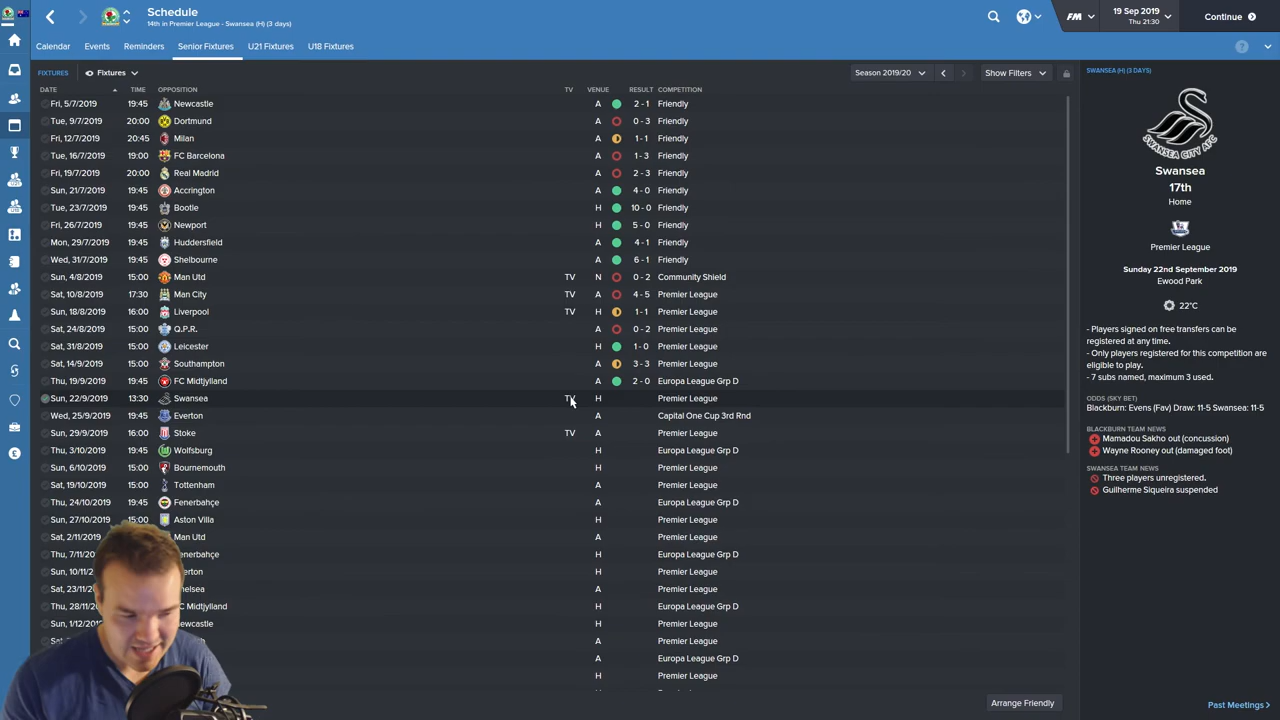 Schedule
14th in Premier League - Swansea (H) (3 days)
FM
19 Sep 2019
Thu 21:30
Continue
Calendar Events Reminders Senior Fixtures U21 Fixtures U18 Fixtures
FIXTURES Fixtures Season 2019/20 Show Filters
DATE TIME OPPOSITION TV VENUE RESULT COMPETITION
Fri, 5/7/2019 19:45 Newcastle A 2 - 1 Friendly
Tue, 9/7/2019 20:00 Dortmund A 0 - 3 Friendly
Fri, 12/7/2019 20:45 Milan A 1 - 1 Friendly
Tue, 16/7/2019 19:00 FC Barcelona A 1 - 3 Friendly
Fri, 19/7/2019 20:00 Real Madrid A 2 - 3 Friendly
Sun, 21/7/2019 19:45 Accrington A 4 - 0 Friendly
Tue, 23/7/2019 19:45 Bootle H 10 - 0 Friendly
Fri, 26/7/2019 19:45 Newport H 5 - 0 Friendly
Mon, 29/7/2019 19:45 Huddersfield A 4 - 1 Friendly
Wed, 31/7/2019 19:45 Shelbourne A 6 - 1 Friendly
Sun, 4/8/2019 15:00 Man Utd TV N 0 - 2 Community Shield
Sat, 10/8/2019 17:30 Man City TV A 4 - 5 Premier League
Sun, 18/8/2019 16:00 Liverpool TV H 1 - 1 Premier League
Sat, 24/8/2019 15:00 Q.P.R. A 0 - 2 Premier League
Sat, 31/8/2019 15:00 Leicester H 1 - 0 Premier League
Sat, 14/9/2019 15:00 Southampton A 3 - 3 Premier League
Thu, 19/9/2019 19:45 FC Midtjylland A 2 - 0 Europa League Grp D
Sun, 22/9/2019 13:30 Swansea TV H Premier League
Wed, 25/9/2019 19:45 Everton A Capital One Cup 3rd Rnd
Sun, 29/9/2019 16:00 Stoke TV A Premier League
Thu, 3/10/2019 19:45 Wolfsburg H Europa League Grp D
Sun, 6/10/2019 15:00 Bournemouth H Premier League
Sat, 19/10/2019 15:00 Tottenham A Premier League
Thu, 24/10/2019 19:45 Fenerbahçe A Europa League Grp D
Sun, 27/10/2019 15:00 Aston Villa H Premier League
Sat, 2/11/2019 Man Utd A Premier League
Thu, 7/11/20 enerbahçe H Europa League Grp D
Sun, 10/11/ erton H Premier League
Sat, 23/11/ elsea A Premier League
Thu, 28/11/ C Midtjylland H Europa League Grp D
Sun, 1/12/20 ewcastle H Premier League
A Premier League
A Europa League Grp D
H Premier League
Arrange Friendly
SWANSEA (H) (3 DAYS)
SWANSEA CITY AFC
Swansea
17th
Home
Premier League
Sunday 22nd September 2019
Ewood Park
22°C
- Players signed on free transfers can be
registered at any time.
- Only players registered for this competition are
eligible to play.
- 7 subs named, maximum 3 used.
ODDS (SKY BET)
Blackburn: Evens (Fav) Draw: 11-5 Swansea: 11-5
BLACKBURN TEAM NEWS
Mamadou Sakho out (concussion)
Wayne Rooney out (damaged foot)
SWANSEA TEAM NEWS
Three players unregistered.
Guilherme Siqueira suspended
Past Meetings